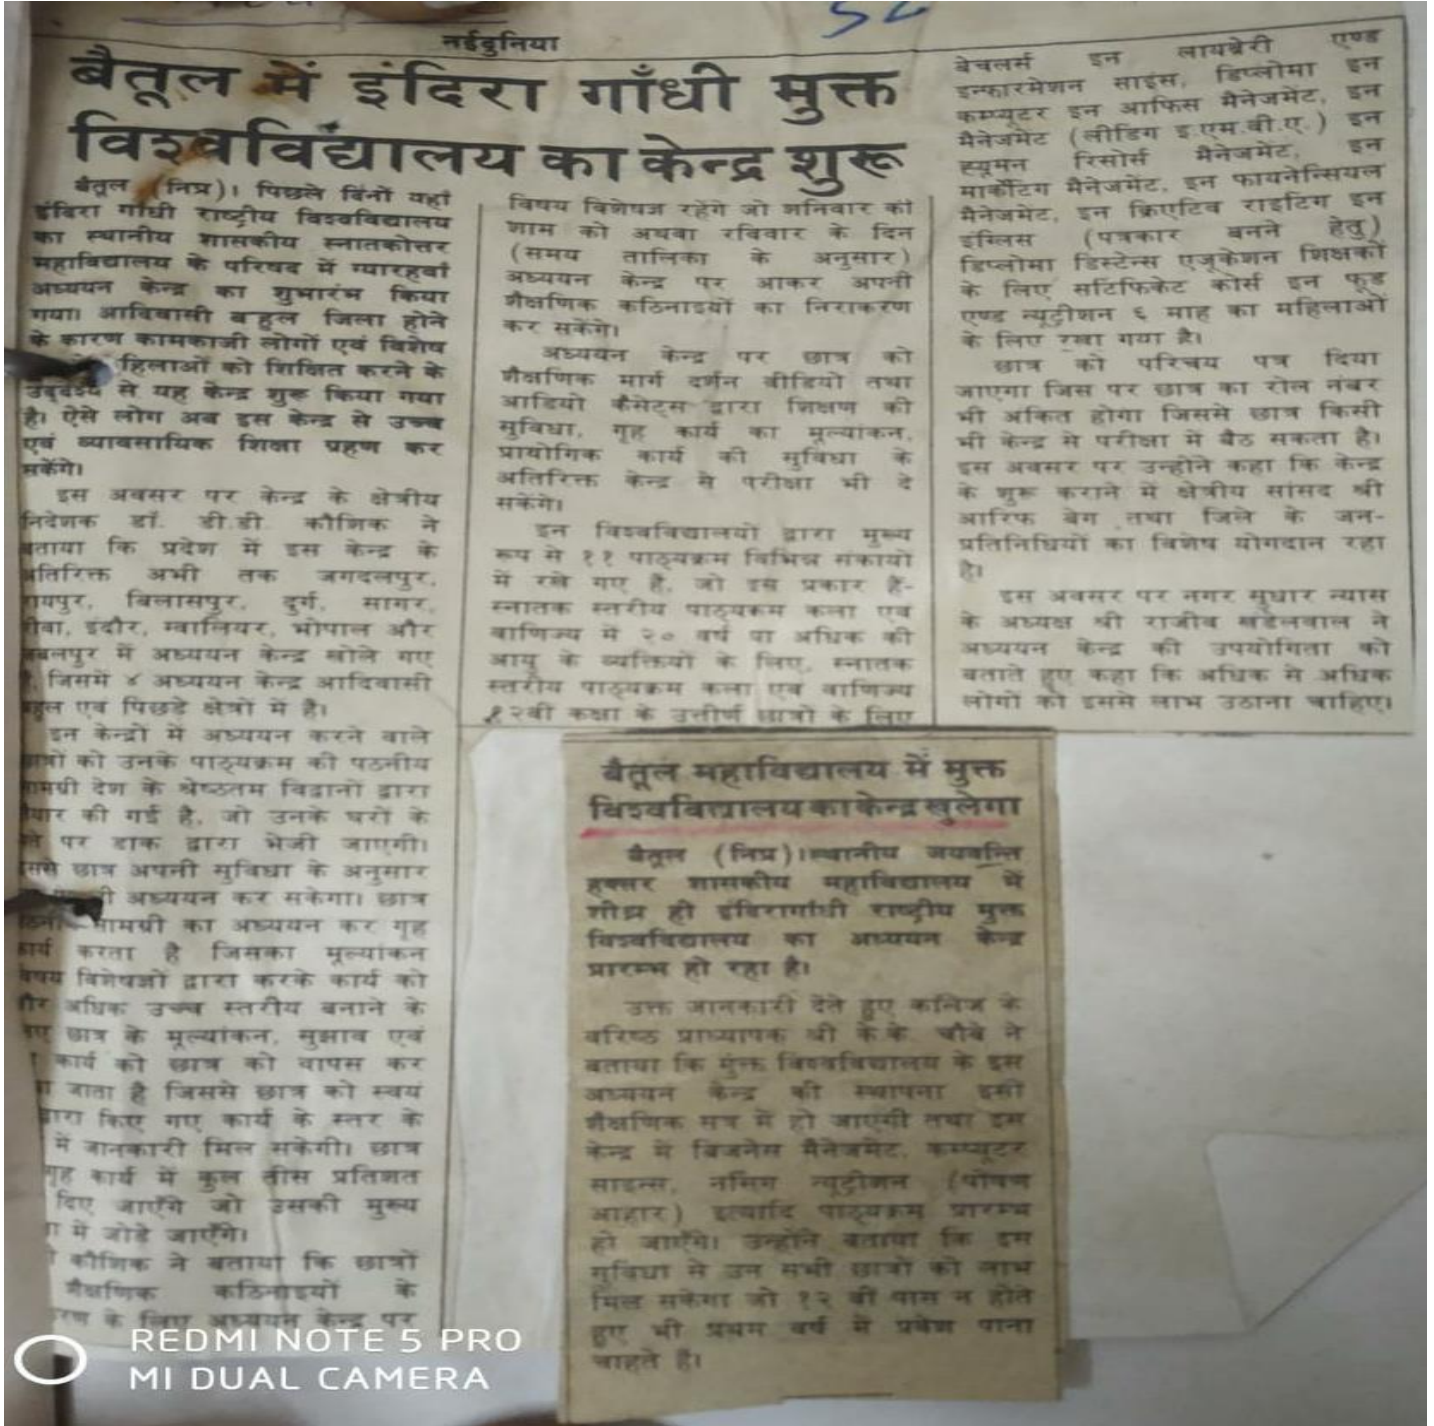 नईदुनिया
बैतूल में इंदिरा गाँधी मुक्त
विश्वविद्यालय का केन्द्र शुरू
बैतूल (निप्र)। पिछले दिनों यहाँ
इंदिरा गांधी राष्ट्रीय विश्वविद्यालय
का स्थानीय शासकीय स्नातकोत्तर
महाविद्यालय के परिषद में ग्यारहवाँ
अध्ययन केन्द्र का शुभारंभ किया
गया। आदिवासी बहुल जिला होने
के कारण कामकाजी लोगों एवं विशेष
हिलाओं को शिक्षित करने के
उद्देश्य से यह केन्द्र शुरू किया गया
है। ऐसे लोग अब इस केन्द्र से उच्च
एवं व्यावसायिक शिक्षा ग्रहण कर
सकेंगे।
इस अवसर पर केन्द्र के क्षेत्रीय
निदेशक डॉ. डी.डी. कौशिक ने
बताया कि प्रदेश में इस केन्द्र के
अतिरिक्त अभी तक जगदलपुर,
रायपुर, बिलासपुर, दुर्ग, सागर,
रीवा, इंदौर, ग्वालियर, भोपाल और
जबलपुर में अध्ययन केन्द्र खोले गए
है, जिसमें ४ अध्ययन केन्द्र आदिवासी
बहुल एवं पिछडे क्षेत्रों में है।
इन केन्द्रों में अध्ययन करने वाले
छात्रों को उनके पाठ्यक्रम की पठनीय
सामग्री देश के श्रेष्ठतम विद्वानों द्वारा
तैयार की गई है, जो उनके घरों के
पते पर डाक द्वारा भेजी जाएगी।
इससे छात्र अपनी सुविधा के अनुसार
अध्ययन कर सकेगा। छात्र
सामग्री का अध्ययन कर गृह
कार्य करता है जिसका मूल्यांकन
विषय विशेषज्ञों द्वारा करके कार्य को
और अधिक उच्च स्तरीय बनाने के
लिए छात्र के मूल्यांकन, सुझाव एवं
कार्य को छात्र को वापस कर
जाता है जिससे छात्र को स्वयं
द्वारा किए गए कार्य के स्तर के
में जानकारी मिल सकेगी। छात्र
गृह कार्य में कुल तीस प्रतिशत
दिए जाएँगे जो उसकी मुख्य
में जोडे जाएँगे।
कौशिक ने बताया कि छात्रों
शैक्षणिक कठिनाइयों के
के लिए अध्ययन केन्द्र पर
विषय विशेषज्ञ रहेंगे जो शनिवार की
शाम को अथवा रविवार के दिन
(समय तालिका के अनुसार)
अध्ययन केन्द्र पर आकर अपनी
शैक्षणिक कठिनाइयों का निराकरण
कर सकेंगे।
अध्ययन केन्द्र पर छात्र को
शैक्षणिक मार्ग दर्शन वीडियो तथा
आडियो कैसेट्स द्वारा शिक्षण की
सुविधा, गृह कार्य का मूल्यांकन,
प्रायोगिक कार्य की सुविधा के
अतिरिक्त केन्द्र से परीक्षा भी दे
सकेंगे।
इन विश्वविद्यालयों द्वारा मुख्य
रूप से ११ पाठ्यक्रम विभिन्न संकायों
में रखे गए हैं, जो इस प्रकार हैं-
स्नातक स्तरीय पाठ्यक्रम कला एवं
वाणिज्य में २० वर्ष या अधिक की
आयु के व्यक्तियों के लिए, स्नातक
स्तरीय पाठ्यक्रम कला एवं वाणिज्य
१२वीं कक्षा के उत्तीर्ण छात्रों के लिए
बेचलर्स इन लायब्रेरी एण्ड
इन्फारमेशन साइंस, डिप्लोमा इन
कम्प्यूटर इन आफिस मैनेजमेंट, इन
मैनेजमेंट (लीडिंग इ.एम.बी.ए.) इन
ह्यूमन रिसोर्स मैनेजमेंट, इन
मार्कोटिंग मैनेजमेंट, इन फायनेन्सियल
मैनेजमेंट, इन क्रिएटिव राइटिंग इन
इंग्लिस (पत्रकार बनने हेतु)
डिप्लोमा डिस्टेन्स एजूकेशन शिक्षकों
के लिए सर्टिफिकेट कोर्स इन फूड
एण्ड न्यूट्रीशन ६ माह का महिलाओं
के लिए रखा गया है।
छात्र को परिचय पत्र दिया
जाएगा जिस पर छात्र का रोल नंबर
भी अंकित होगा जिससे छात्र किसी
भी केन्द्र से परीक्षा में बैठ सकता है।
इस अवसर पर उन्होंने कहा कि केन्द्र
के शुरू कराने में क्षेत्रीय सांसद श्री
आरिफ बेग तथा जिले के जन-
प्रतिनिधियों का विशेष योगदान रहा
है।
इस अवसर पर नगर सुधार न्यास
के अध्यक्ष श्री राजीव खंडेलवाल ने
अध्ययन केन्द्र की उपयोगिता को
बताते हुए कहा कि अधिक से अधिक
लोगों को इससे लाभ उठाना चाहिए।
बैतूल महाविद्यालय में मुक्त
विश्वविद्यालय का केन्द्र खुलेगा
बैतूल (निप्र)। स्थानीय जयवन्ति
हक्सर शासकीय महाविद्यालय में
शीघ्र ही इंदिरागांधी राष्ट्रीय मुक्त
विश्वविद्यालय का अध्ययन केन्द्र
प्रारम्भ हो रहा है।
उक्त जानकारी देते हुए कॉलेज के
वरिष्ठ प्राध्यापक श्री के.के. चौबे ने
बताया कि मुक्त विश्वविद्यालय के इस
अध्ययन केन्द्र की स्थापना इसी
शैक्षणिक सत्र में हो जाएगी तथा इस
केन्द्र में बिजनेस मैनेजमेंट, कम्प्यूटर
साइन्स, नर्सिंग न्यूट्रीशन (पोषण
आहार) इत्यादि पाठ्यक्रम प्रारम्भ
हो जाएँगे। उन्होंने बताया कि इस
सुविधा से उन सभी छात्रों को लाभ
मिल सकेगा जो १२ वीं पास न होते
हुए भी प्रथम वर्ष में प्रवेश पाना
चाहते हैं।
REDMI NOTE 5 PRO
MI DUAL CAMERA